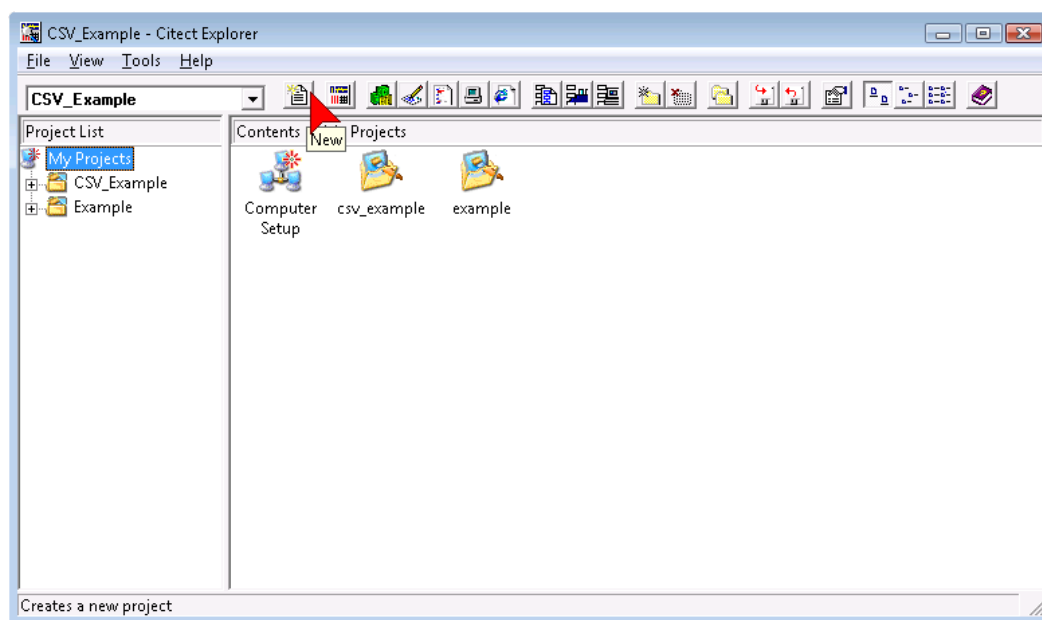 CSV_Example - Citect Explorer
File View Tools Help
CSV_Example
New
Project List
Contents
Projects
My Projects
CSV_Example
Example
Computer Setup
csv_example
example
Creates a new project